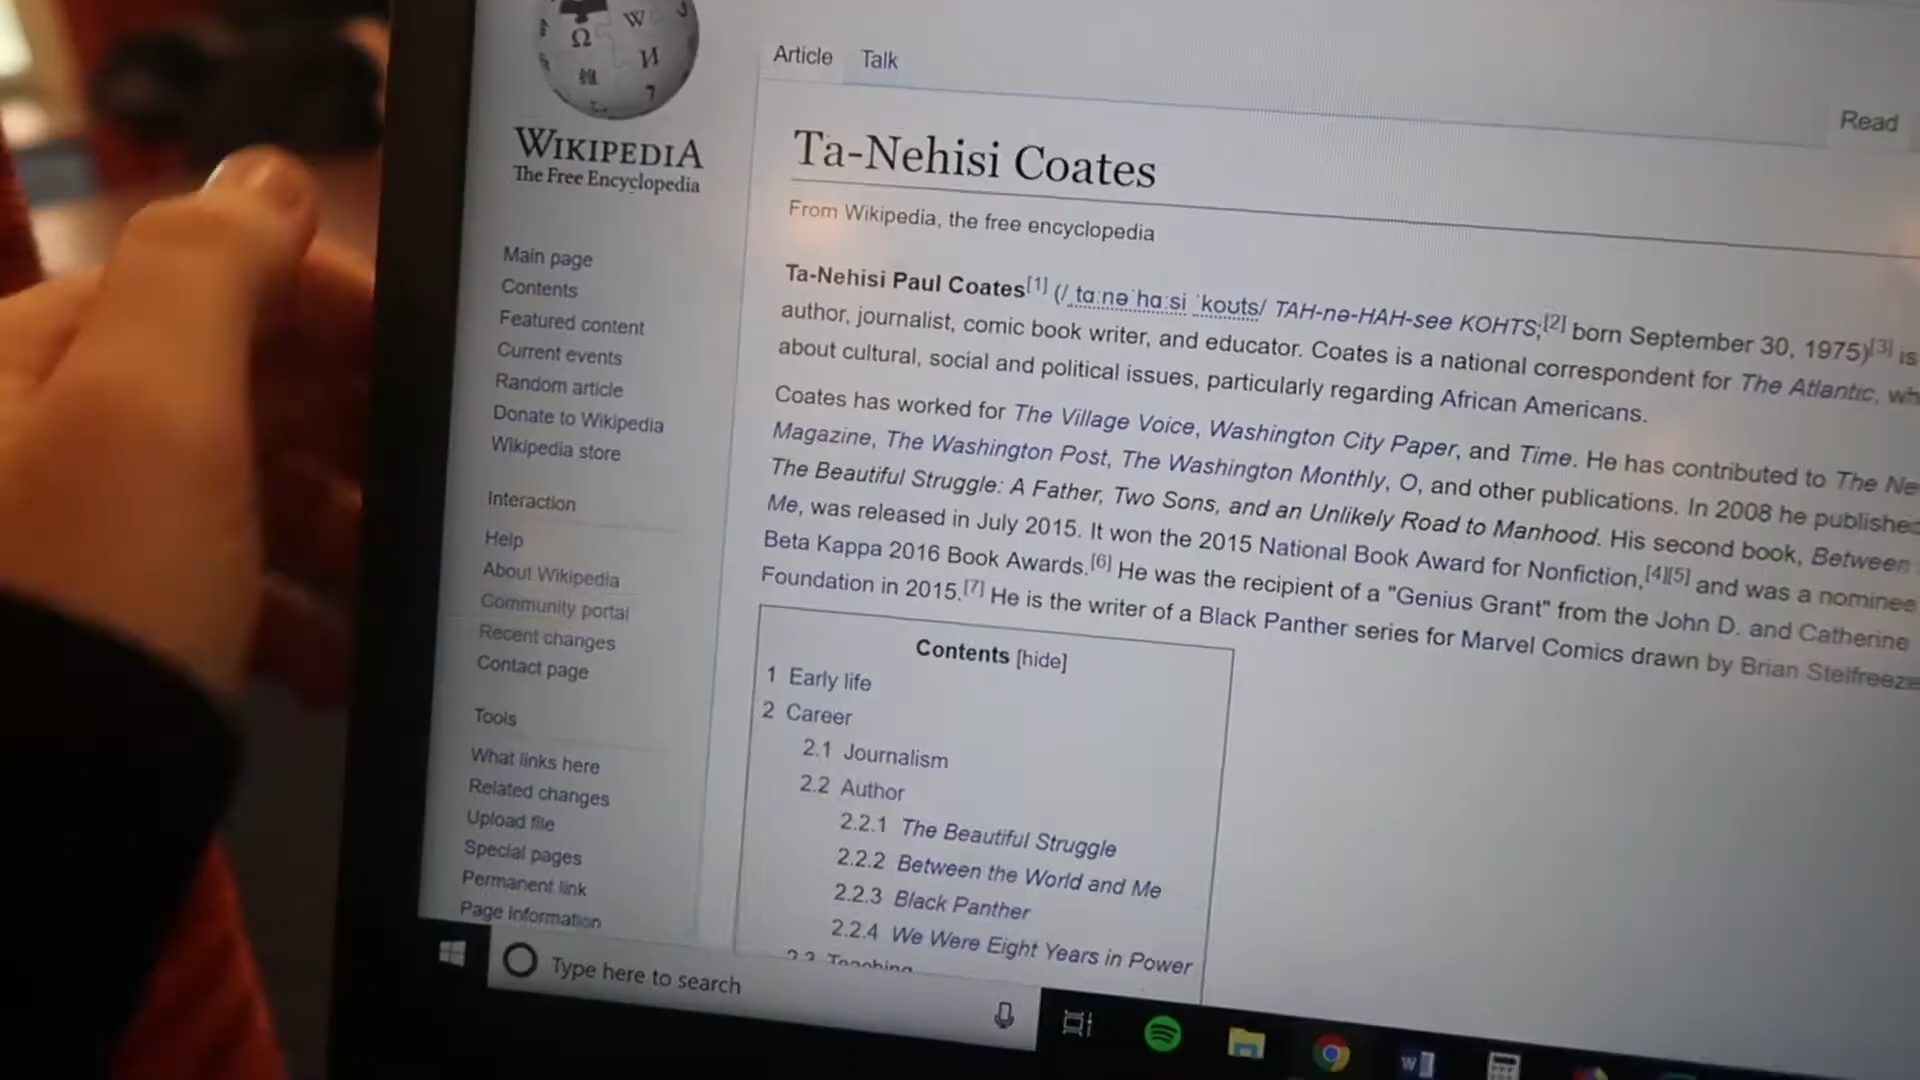 Ω
W
И
WIKIPEDIA
The Free Encyclopedia
Main page
Contents
Featured content
Current events
Random article
Donate to Wikipedia
Wikipedia store
Interaction
Help
About Wikipedia
Community portal
Recent changes
Contact page
Tools
What links here
Related changes
Upload file
Special pages
Permanent link
Page information
Article Talk
Read
Ta-Nehisi Coates
From Wikipedia, the free encyclopedia
Ta-Nehisi Paul Coates[1] (/ˌtɑːnəˈhɑːsi ˈkoʊts/ TAH-nə-HAH-see KOHTS;[2] born September 30, 1975)[3] is
author, journalist, comic book writer, and educator. Coates is a national correspondent for The Atlantic,
about cultural, social and political issues, particularly regarding African Americans.
Coates has worked for The Village Voice, Washington City Paper, and Time. He has contributed to The
Magazine, The Washington Post, The Washington Monthly, O, and other publications. In 2008 he published
The Beautiful Struggle: A Father, Two Sons, and an Unlikely Road to Manhood. His second book, Between
Me, was released in July 2015. It won the 2015 National Book Award for Nonfiction,[4][5] and was a nominee
Beta Kappa 2016 Book Awards.[6] He was the recipient of a "Genius Grant" from the John D. and Catherine
Foundation in 2015.[7] He is the writer of a Black Panther series for Marvel Comics drawn by Brian Stelfreeze
Contents [hide]
1 Early life
2 Career
2.1 Journalism
2.2 Author
2.2.1 The Beautiful Struggle
2.2.2 Between the World and Me
2.2.3 Black Panther
2.2.4 We Were Eight Years in Power
2.3 Teaching
Type here to search
W